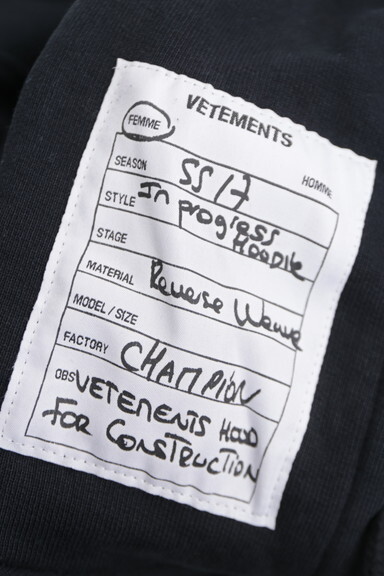 VETEMENTS
FEMME
HOMME
SEASON SS17
STYLE In progress
Hoodie
STAGE
MATERIAL Reverse Weave
MODEL / SIZE
FACTORY CHAMPION
OBS VETEMENTS HOOD
FOR CONSTRUCTION